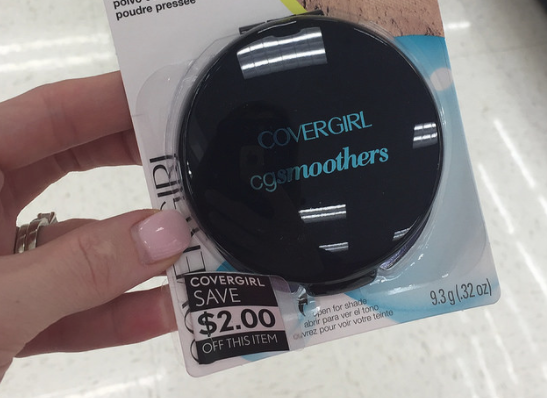 poudre pressée
COVERGIRL
cgsmoothers
COVERGIRL
SAVE
$2.00
OFF THIS ITEM
open for shade
abrir para ver el tono
ouvrez pour voir votre teinte
9.3 g (.32 oz)